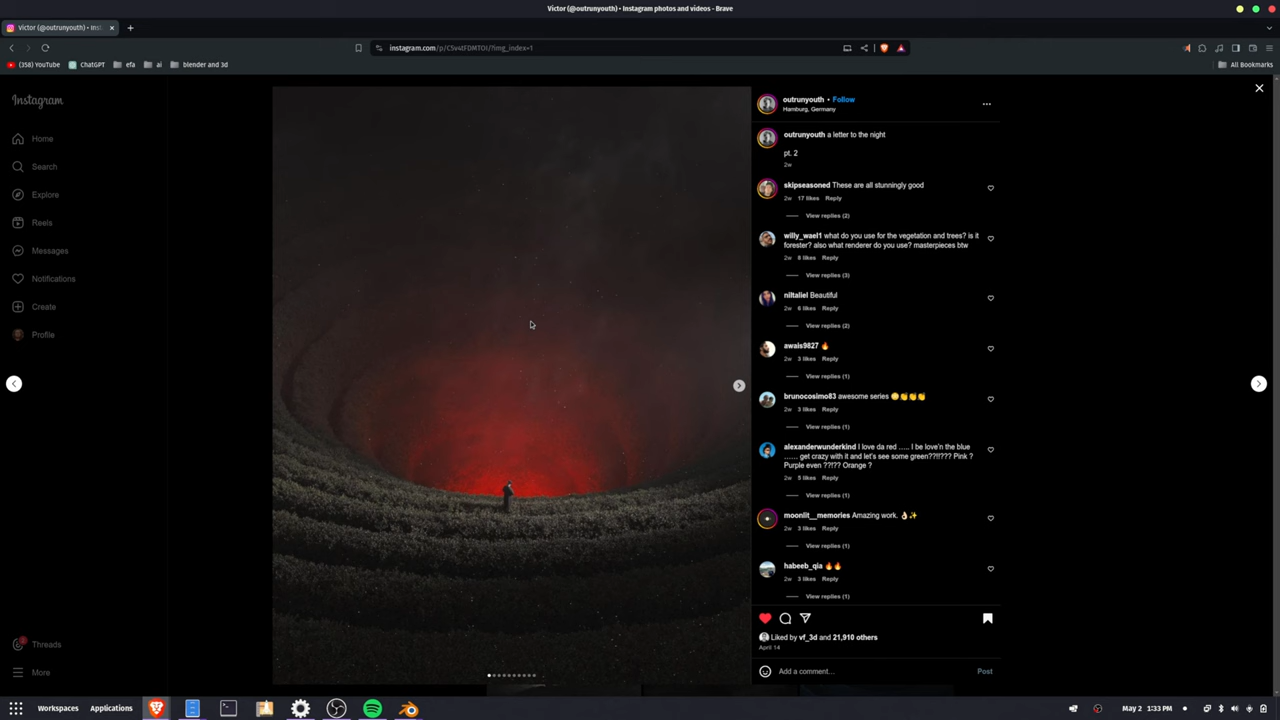 Victor (@outrunyouth) • Instagram photos and videos - Brave
Victor (@outrunyouth) • Inst
instagram.com/p/C5v4tFDMTOI/?img_index=1
(358) YouTube
ChatGPT
efa
ai
blender and 3d
All Bookmarks
Instagram
Home
Search
Explore
Reels
Messages
Notifications
Create
Profile
Threads
More
outrunyouth • Follow
Hamburg, Germany
outrunyouth a letter to the night
pt. 2
2w
skipseasoned These are all stunningly good
2w 17 likes Reply
View replies (2)
willy_wael1 what do you use for the vegetation and trees? is it
forester? also what renderer do you use? masterpieces btw
2w 8 likes Reply
View replies (3)
niltaliel Beautiful
2w 6 likes Reply
View replies (2)
awais9827 🔥
2w 3 likes Reply
View replies (1)
brunocosimo83 awesome series 😳👏👏👏
2w 3 likes Reply
View replies (1)
alexanderwunderkind I love da red ..... I be love'n the blue
...... get crazy with it and let's see some green??!!??? Pink ?
Purple even ??!?? Orange ?
2w 5 likes Reply
View replies (1)
moonlit__memories Amazing work. 👌🏻✨
2w 3 likes Reply
View replies (1)
habeeb_qia 🔥🔥
2w 3 likes Reply
View replies (1)
Liked by vf_3d and 21,910 others
April 14
Add a comment...
Post
Workspaces
Applications
May 2 1:33 PM